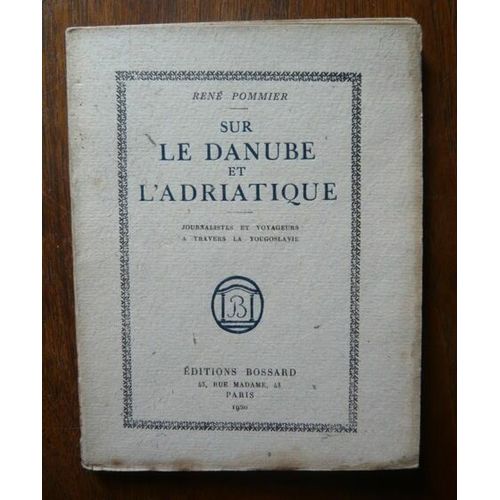 RENÉ POMMIER
SUR
LE DANUBE
ET
L'ADRIATIQUE
JOURNALISTES ET VOYAGEURS
A TRAVERS LA YOUGOSLAVIE
B
ÉDITIONS BOSSARD
43, RUE MADAME, 43
PARIS
1930